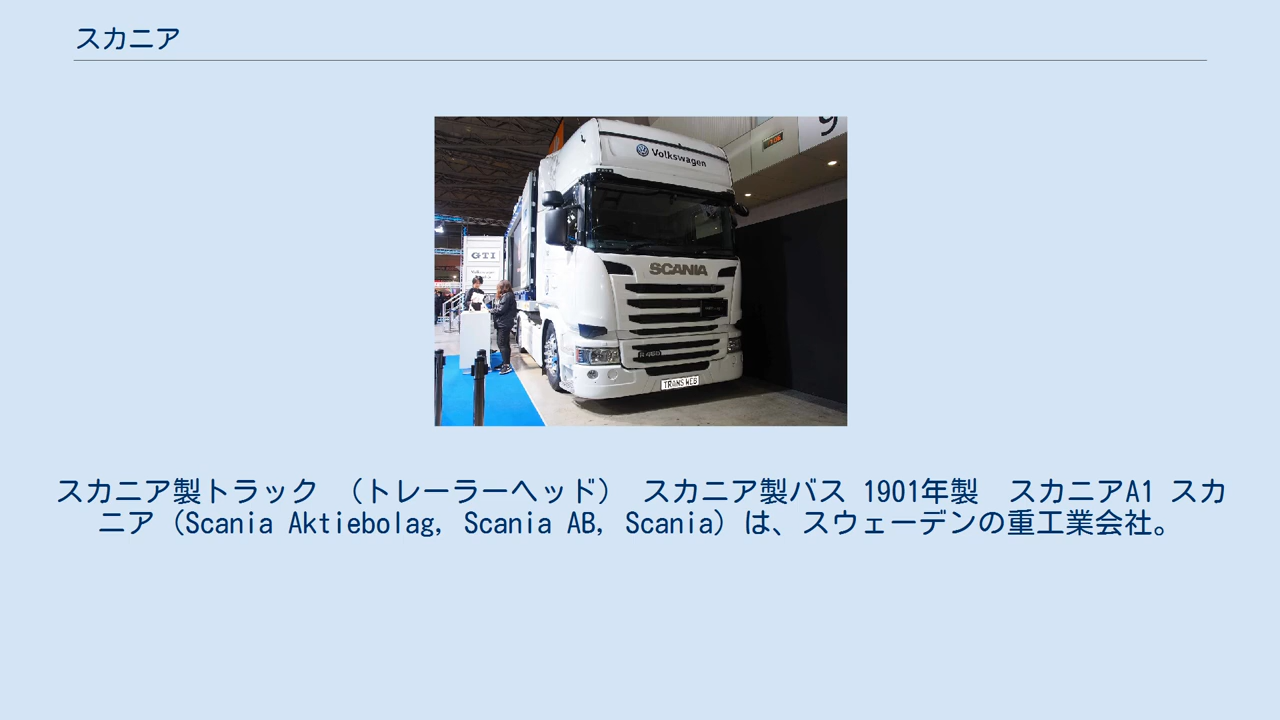 スカニア
9
Volkswagen
GTI
SCANIA
TRANS WEB
スカニア製トラック （トレーラーヘッド） スカニア製バス 1901年製　スカニアA1 スカ
ニア（Scania Aktiebolag, Scania AB, Scania）は、スウェーデンの重工業会社。